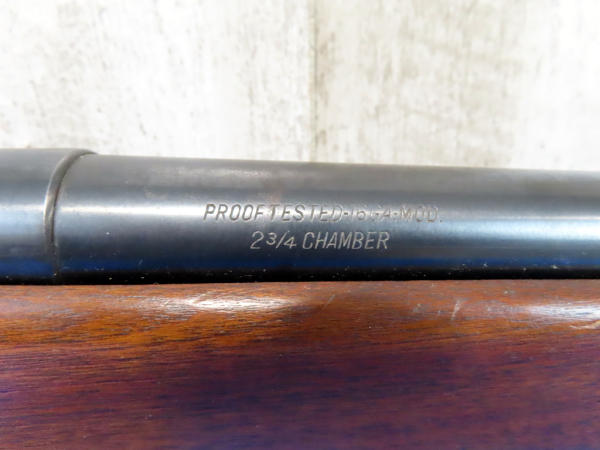 PROOF TESTED-16 GA-MOD.
2 3/4 CHAMBER